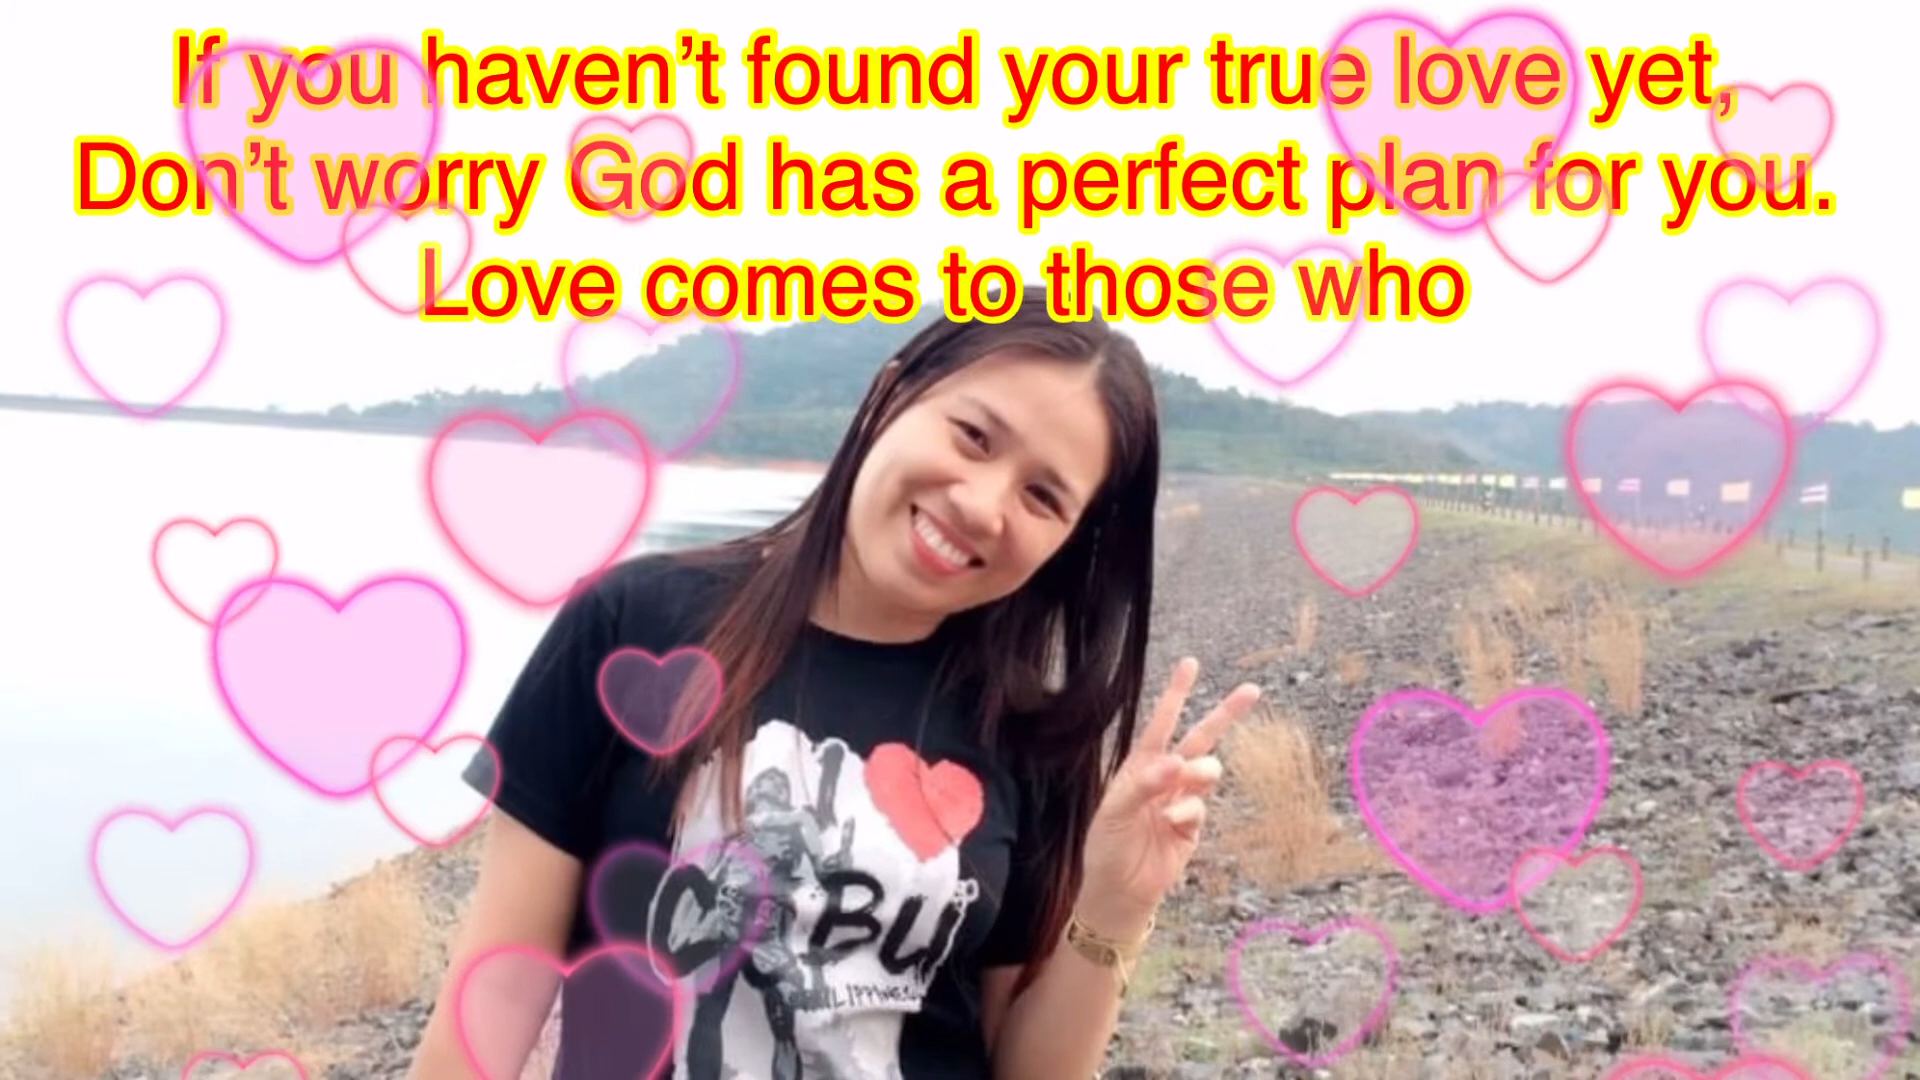 If you haven’t found your true love yet,
Don’t worry God has a perfect plan for you.
Love comes to those who
CEBU